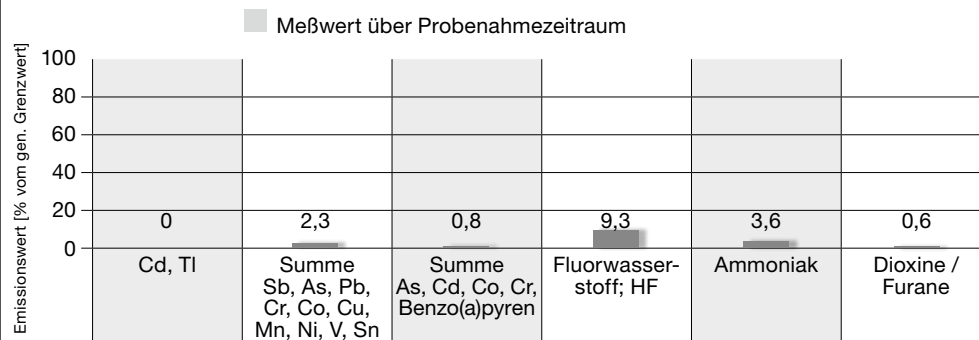 Meßwert über Probenahmezeitraum
Emissionswert [% vom gen. Grenzwert]
100
80
60
40
20
0
0
2,3
0,8
9,3
3,6
0,6
Cd, Tl
Summe
Sb, As, Pb,
Cr, Co, Cu,
Mn, Ni, V, Sn
Summe
As, Cd, Co, Cr,
Benzo(a)pyren
Fluorwasser-
stoff; HF
Ammoniak
Dioxine /
Furane